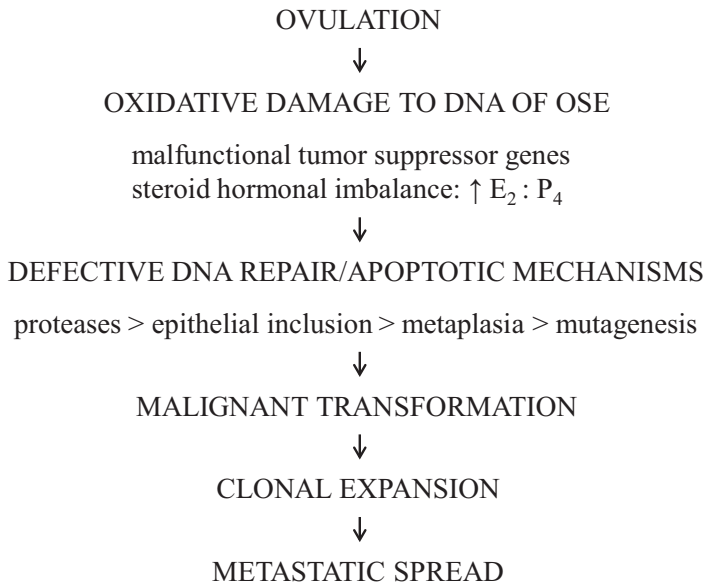 OVULATION
↓
OXIDATIVE DAMAGE TO DNA OF OSE
malfunctional tumor suppressor genes
steroid hormonal imbalance: ↑ E₂ : P₄
↓
DEFECTIVE DNA REPAIR/APOPTOTIC MECHANISMS
proteases > epithelial inclusion > metaplasia > mutagenesis
↓
MALIGNANT TRANSFORMATION
↓
CLONAL EXPANSION
↓
METASTATIC SPREAD